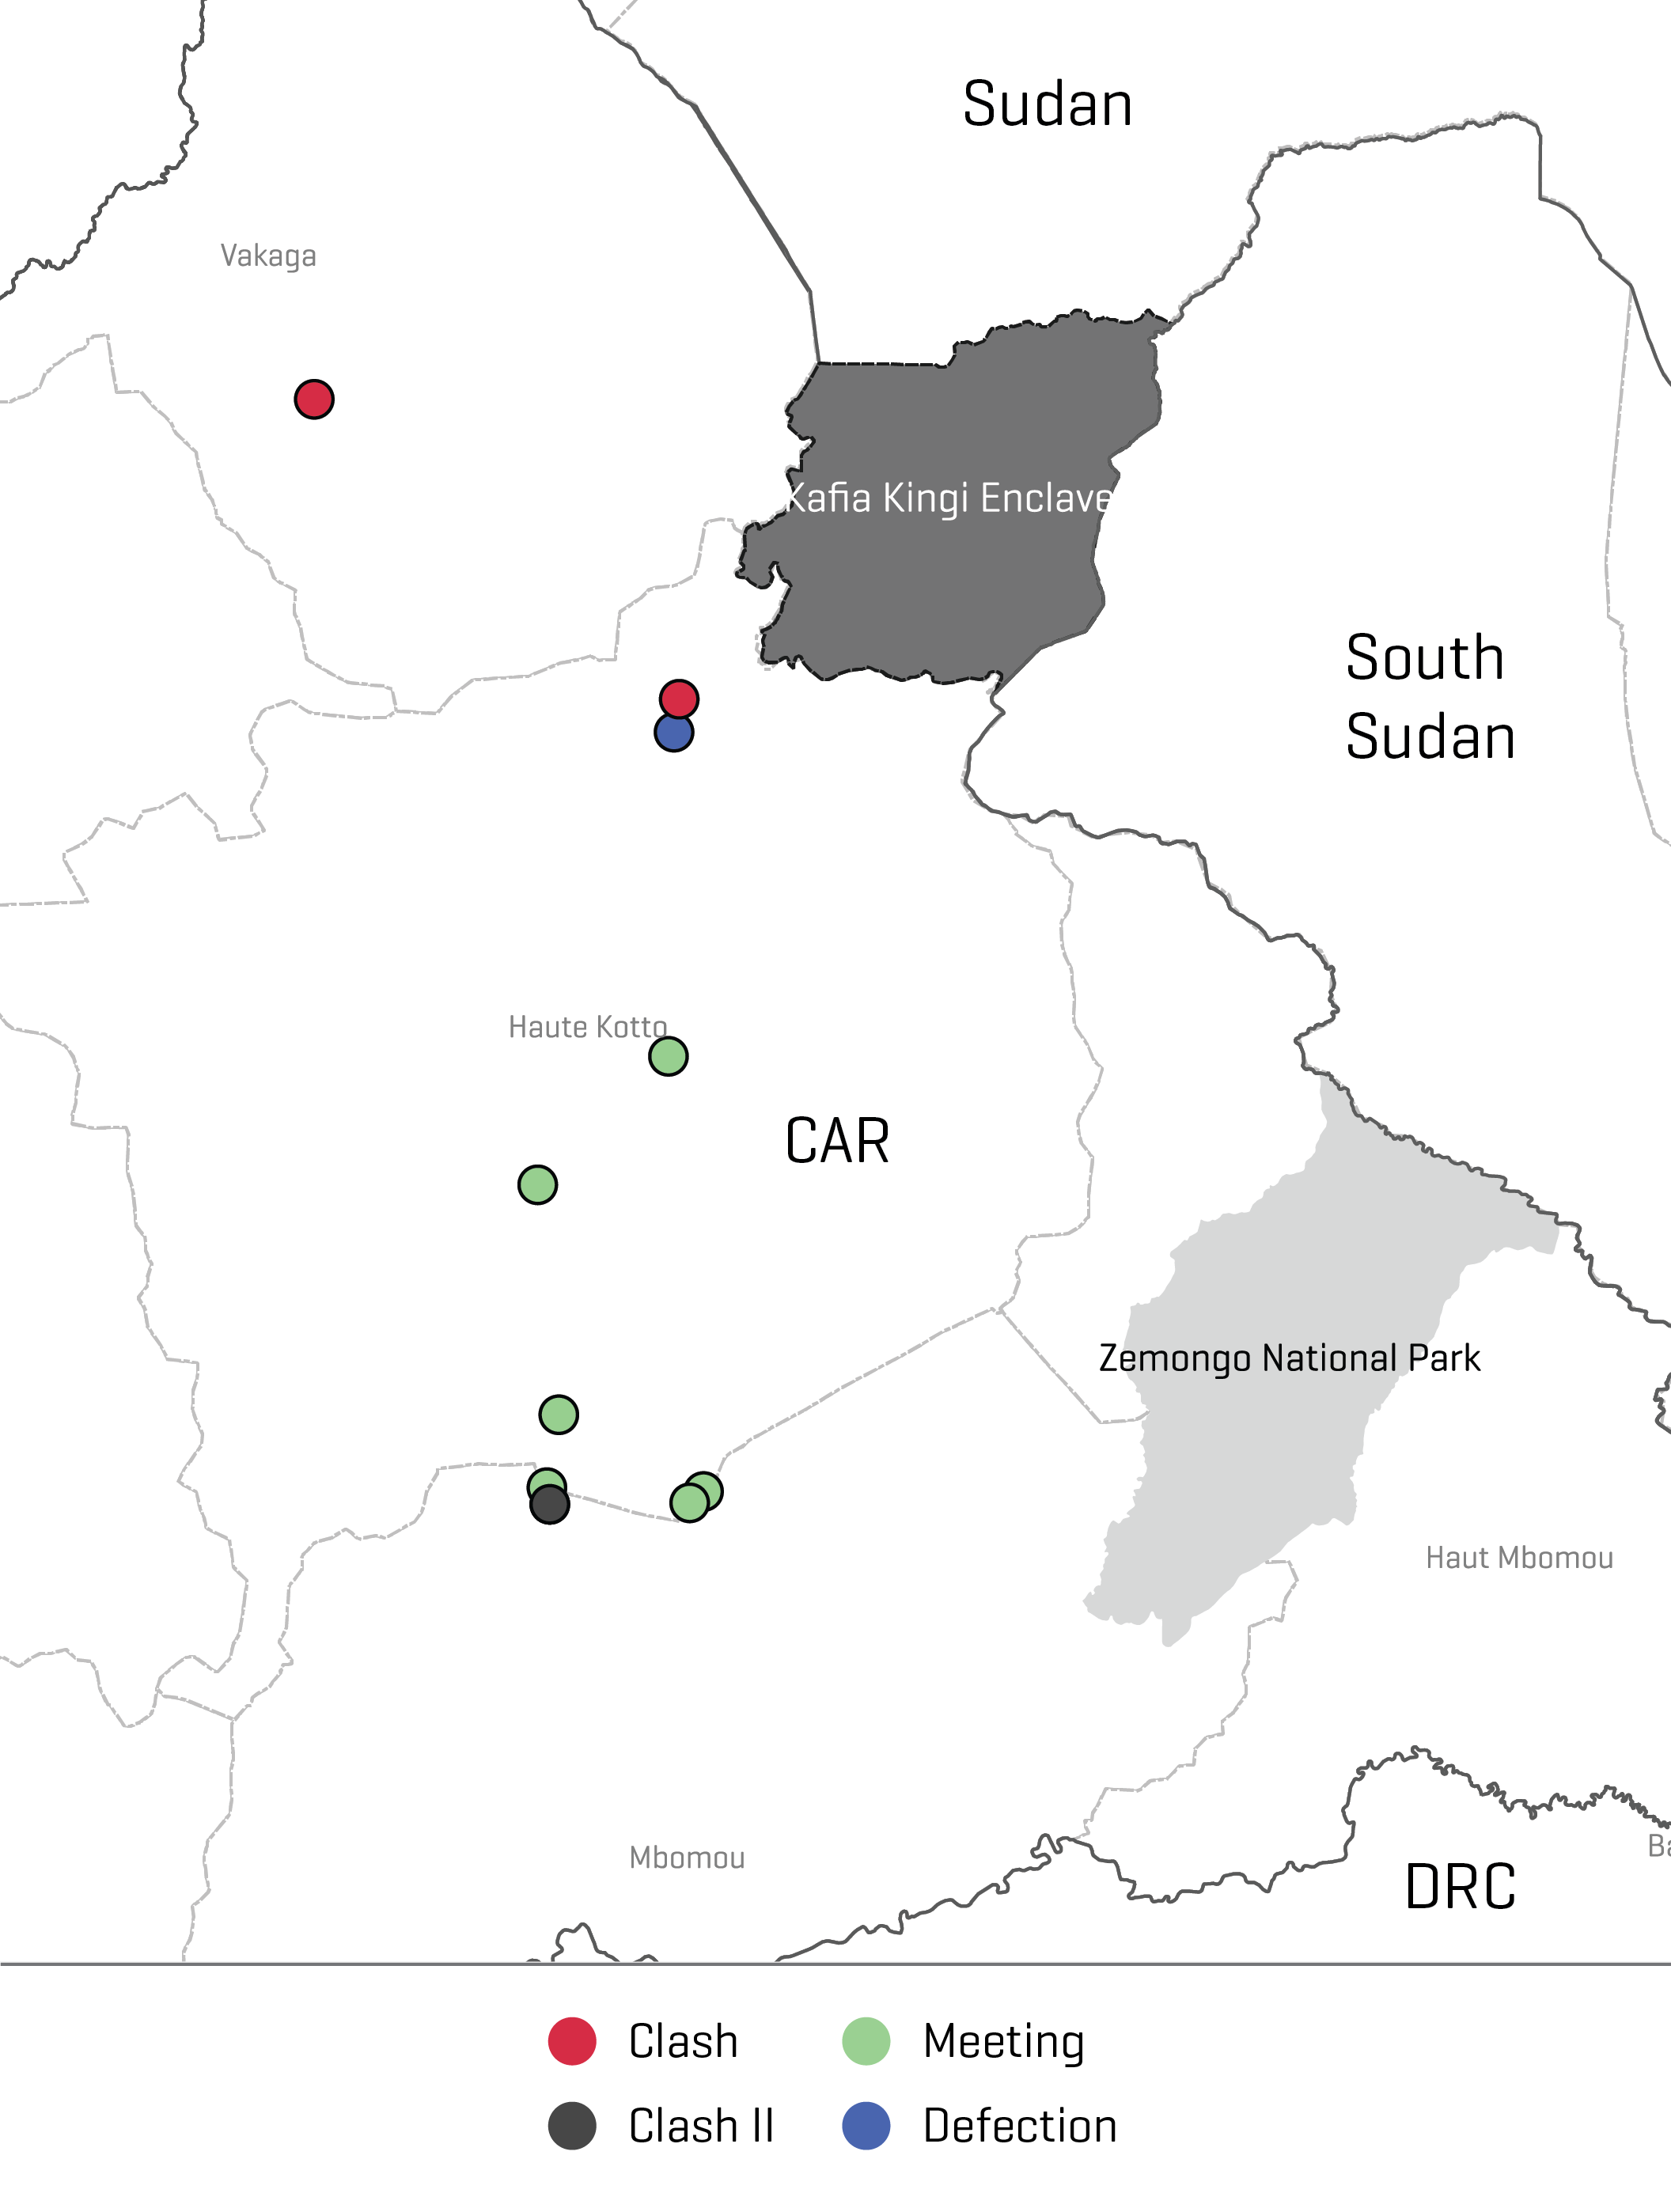 Sudan
Vakaga
Kafia Kingi Enclave
South
Sudan
Haute Kotto
CAR
Zemongo National Park
Haut Mbomou
Mbomou
Ba
DRC
Clash
Meeting
Clash II
Defection